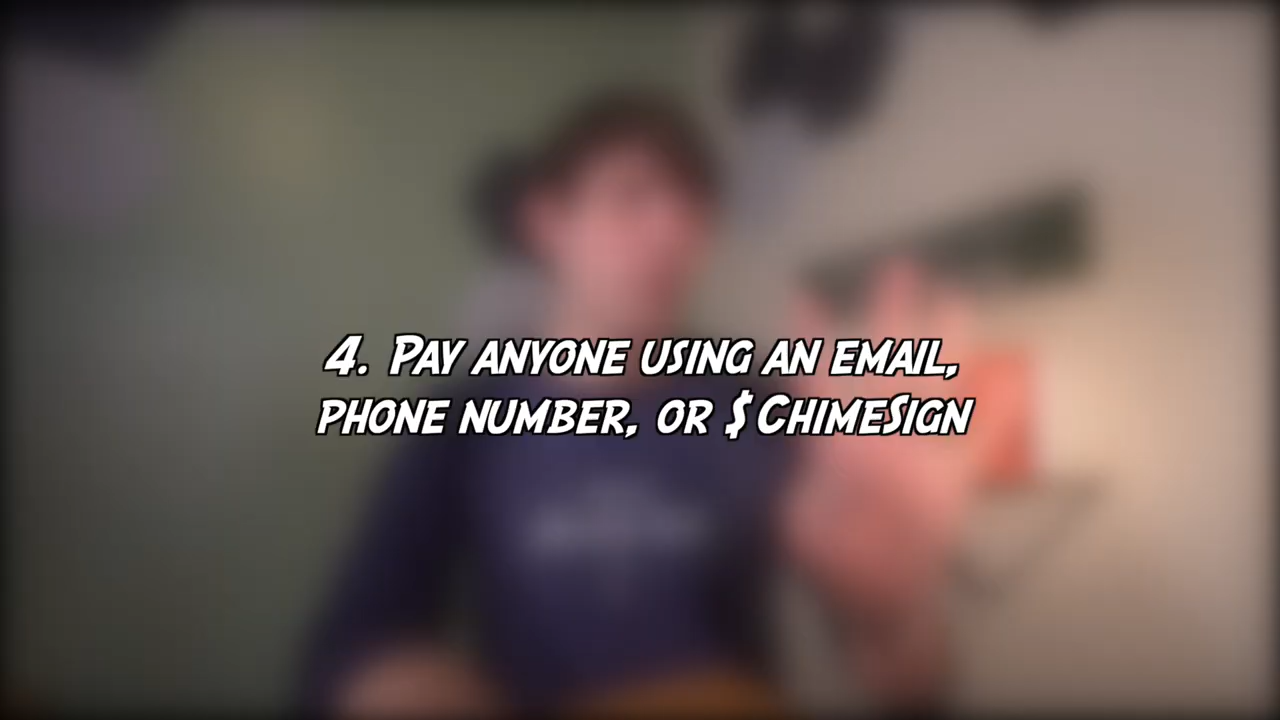 4. Pay anyone using an email,
phone number, or $ChimeSign